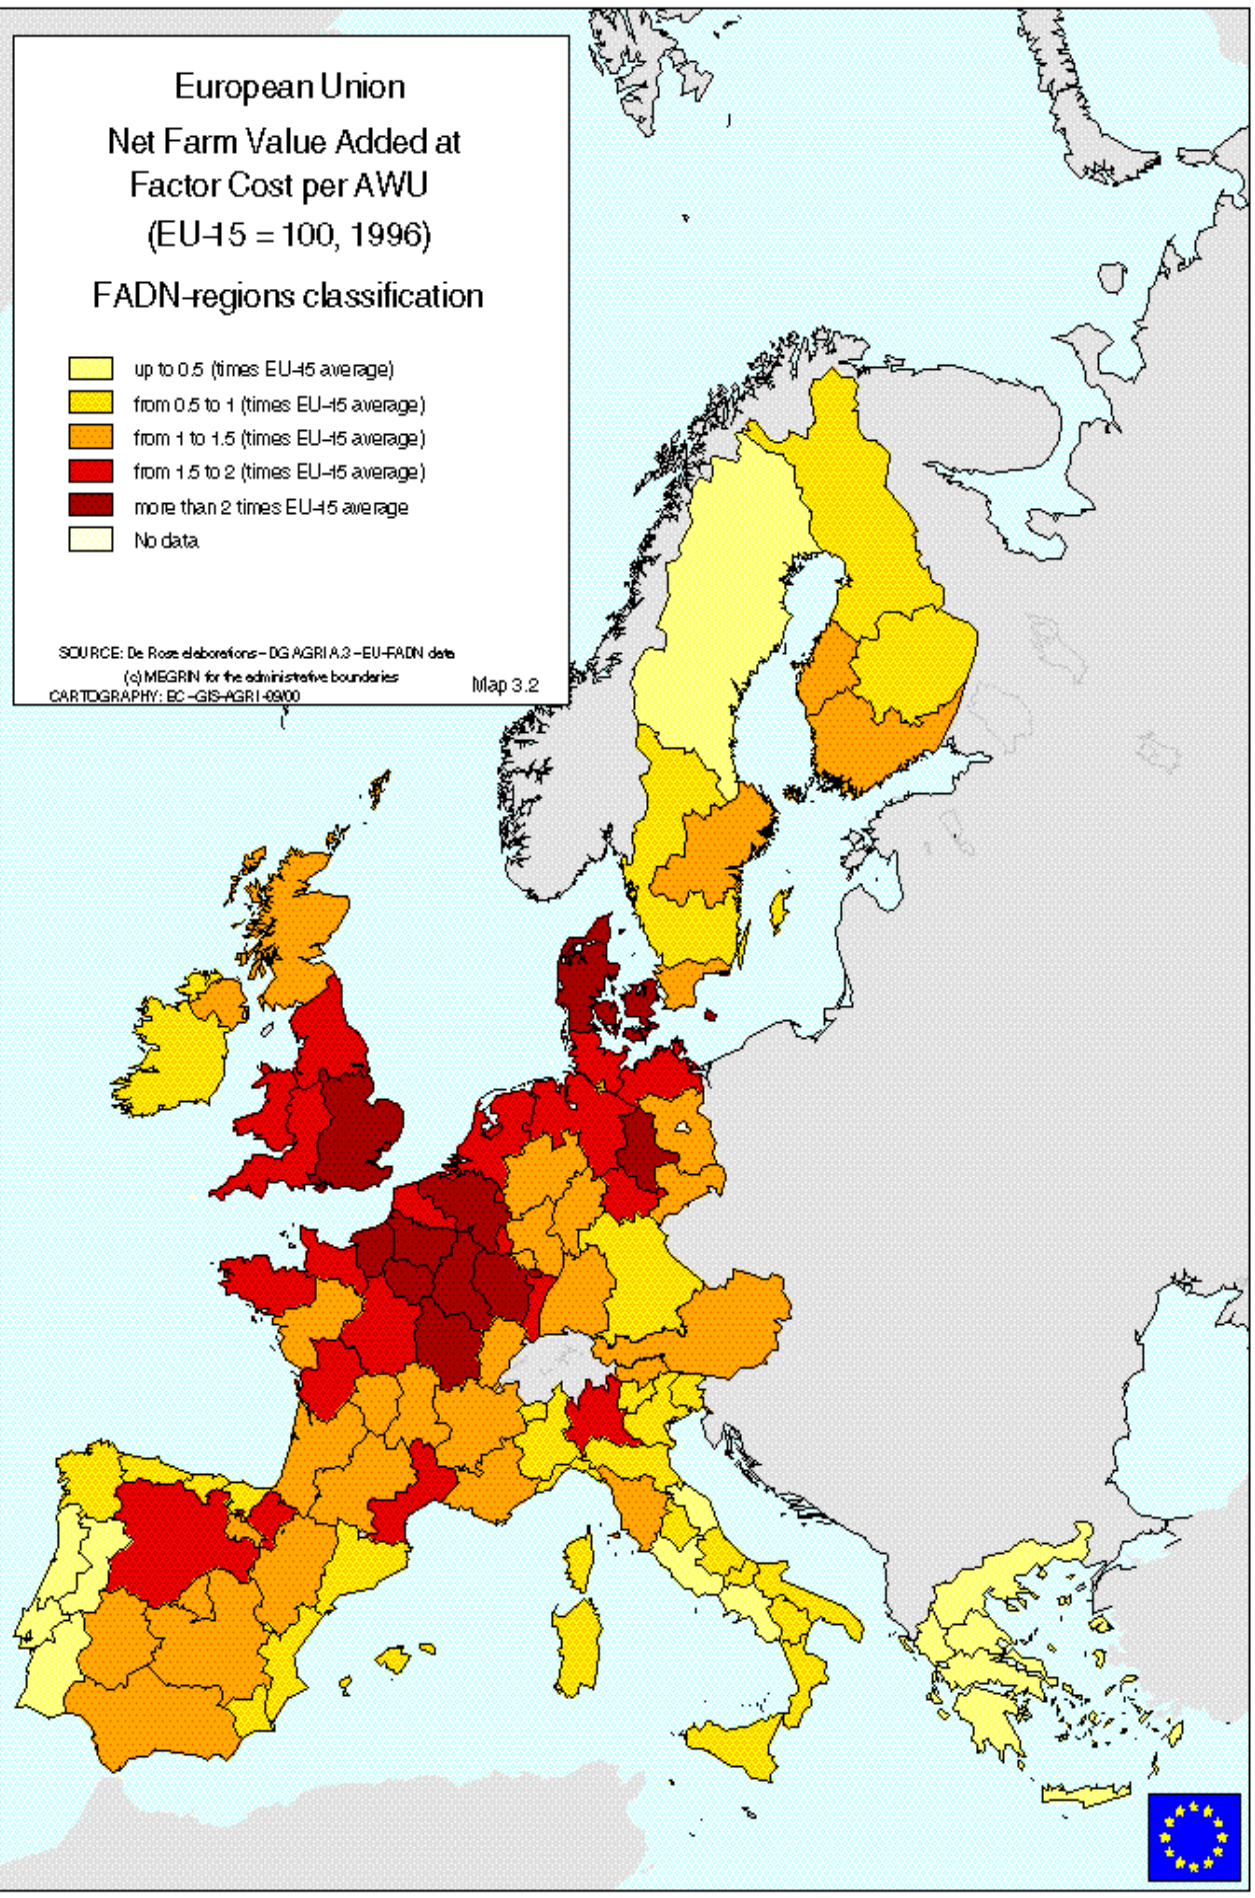 European Union
Net Farm Value Added at
Factor Cost per AWU
(EU-15 = 100, 1996)
FADN-regions classification
up to 0.5 (times EU-15 average)
from 0.5 to 1 (times EU-15 average)
from 1 to 1.5 (times EU-15 average)
from 1.5 to 2 (times EU-15 average)
more than 2 times EU-15 average
No data
SOURCE: De Rose elaborations - DG AGRI A.3 - EU-FADN data
(c) MEGRIN for the administrative boundaries
CARTOGRAPHY: EC-GIS-AGRI-09/00
Map 3.2